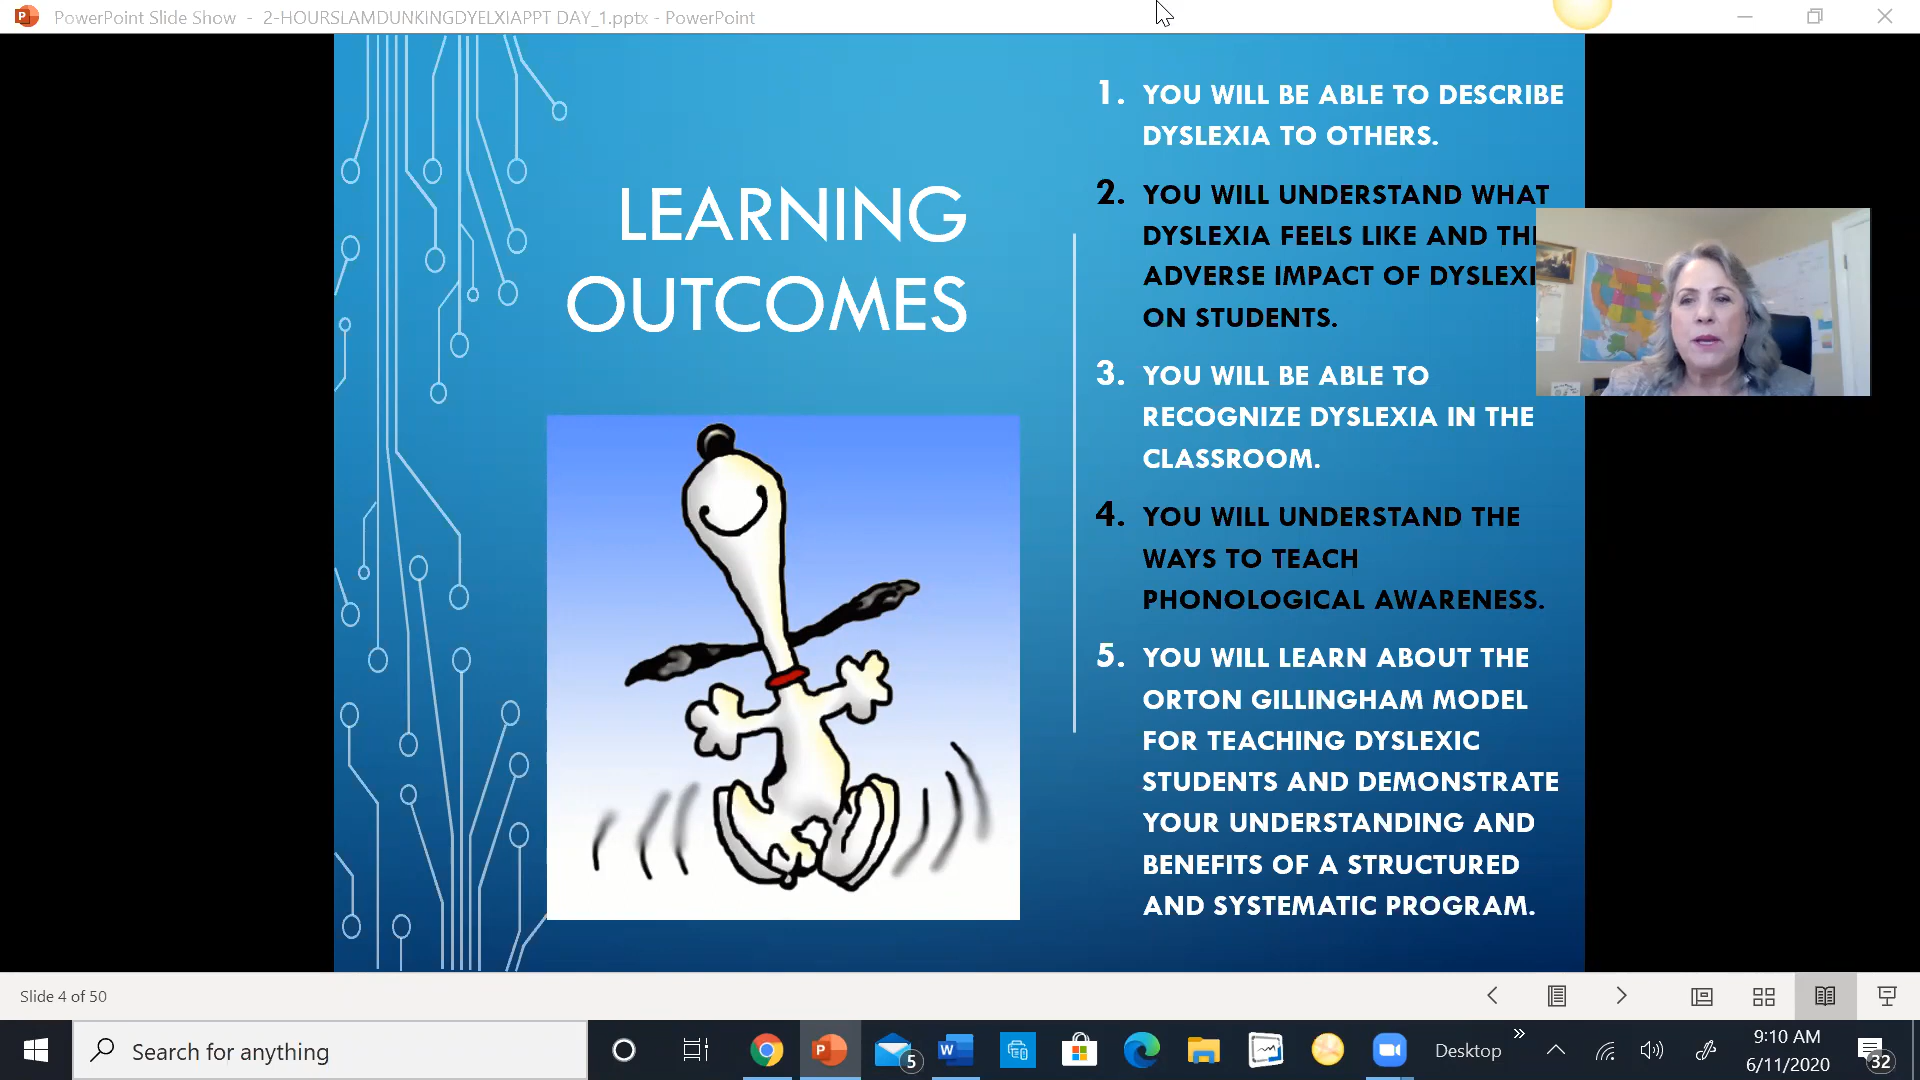 PowerPoint Slide Show - 2-HOURSLAMDUNKINGDYELXIAPPT DAY_1.pptx - PowerPoint
LEARNING
OUTCOMES
1. YOU WILL BE ABLE TO DESCRIBE
DYSLEXIA TO OTHERS.
2. YOU WILL UNDERSTAND WHAT
DYSLEXIA FEELS LIKE AND TH
ADVERSE IMPACT OF DYSLEXI
ON STUDENTS.
3. YOU WILL BE ABLE TO
RECOGNIZE DYSLEXIA IN THE
CLASSROOM.
4. YOU WILL UNDERSTAND THE
WAYS TO TEACH
PHONOLOGICAL AWARENESS.
5. YOU WILL LEARN ABOUT THE
ORTON GILLINGHAM MODEL
FOR TEACHING DYSLEXIC
STUDENTS AND DEMONSTRATE
YOUR UNDERSTANDING AND
BENEFITS OF A STRUCTURED
AND SYSTEMATIC PROGRAM.
Slide 4 of 50
Search for anything
5
Desktop
9:10 AM
6/11/2020
32